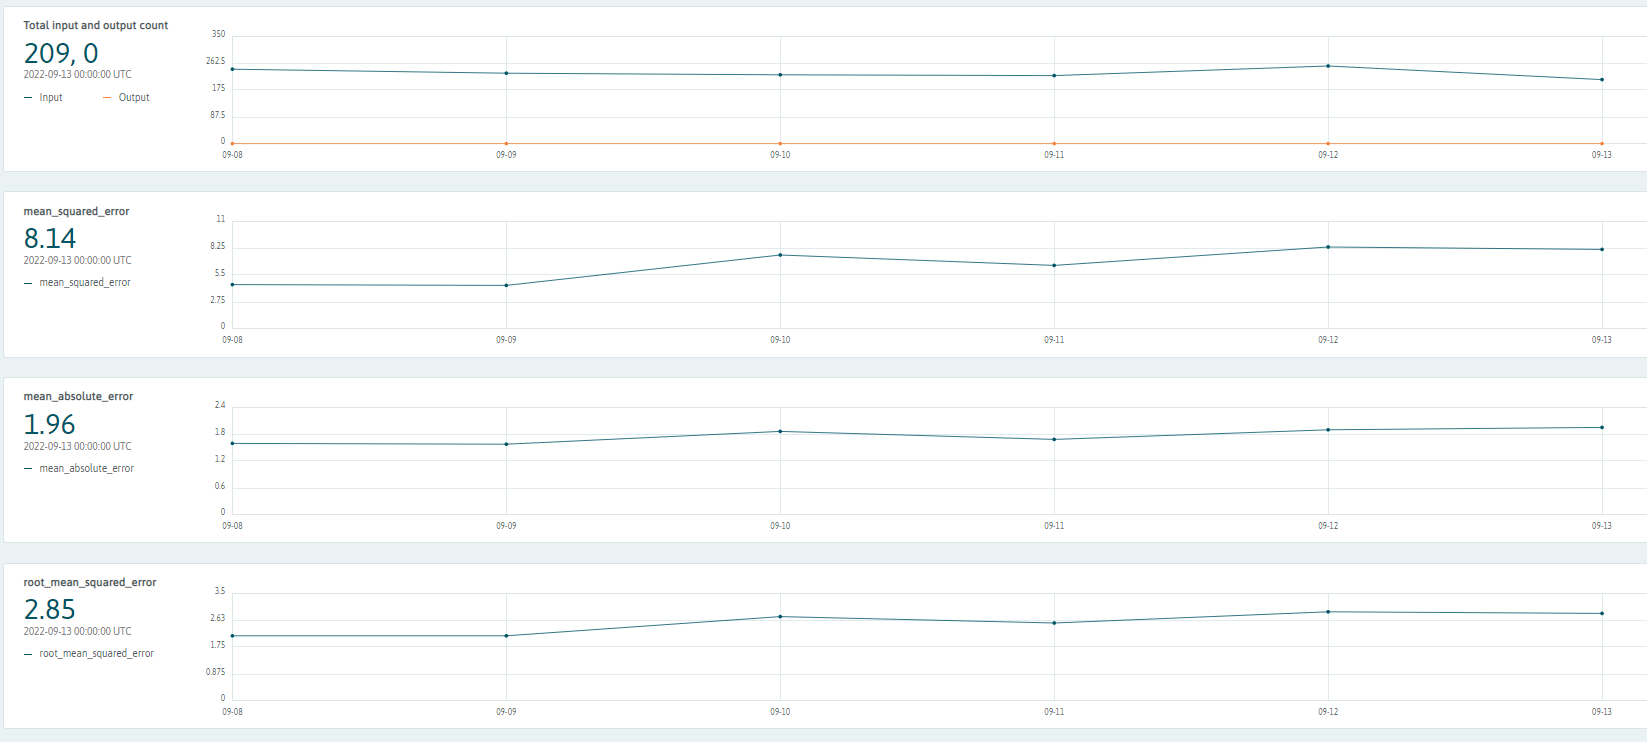 Total input and output count
209, 0
2022-09-13 00:00:00 UTC
Input Output
350
262.5
175
87.5
0
09-08 09-09 09-10 09-11 09-12 09-13
mean_squared_error
8.14
2022-09-13 00:00:00 UTC
mean_squared_error
11
8.25
5.5
2.75
0
09-08 09-09 09-10 09-11 09-12 09-13
mean_absolute_error
1.96
2022-09-13 00:00:00 UTC
mean_absolute_error
2.4
1.8
1.2
0.6
0
09-08 09-09 09-10 09-11 09-12 09-13
root_mean_squared_error
2.85
2022-09-13 00:00:00 UTC
root_mean_squared_error
3.5
2.63
1.75
0.875
0
09-08 09-09 09-10 09-11 09-12 09-13